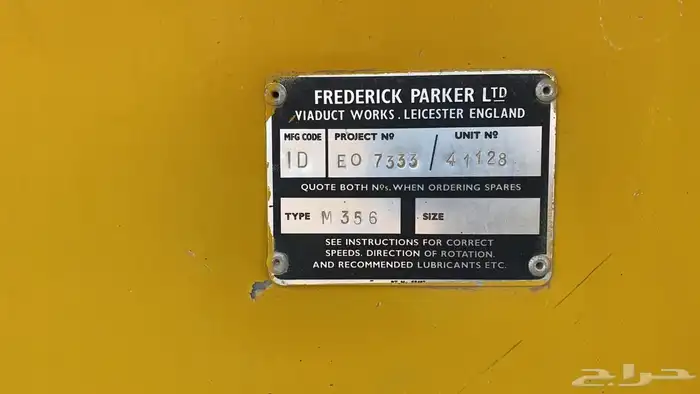 FREDERICK PARKER LTD
VIADUCT WORKS. LEICESTER ENGLAND
MFG CODE PROJECT Nº UNIT Nº
1D EO 7333 / 41128
QUOTE BOTH Nºs. WHEN ORDERING SPARES
TYPE M 356 SIZE
SEE INSTRUCTIONS FOR CORRECT
SPEEDS. DIRECTION OF ROTATION.
AND RECOMMENDED LUBRICANTS ETC.
حراج